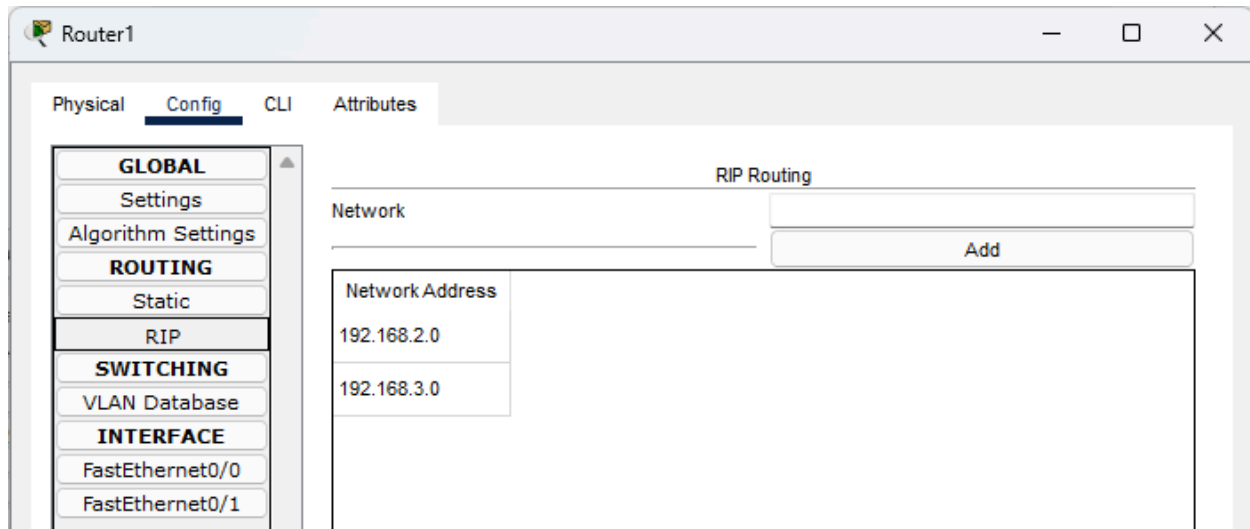 Router1
Physical Config CLI Attributes
GLOBAL
Settings
Algorithm Settings
ROUTING
Static
RIP
SWITCHING
VLAN Database
INTERFACE
FastEthernet0/0
FastEthernet0/1
RIP Routing
Network
Add
Network Address
192.168.2.0
192.168.3.0